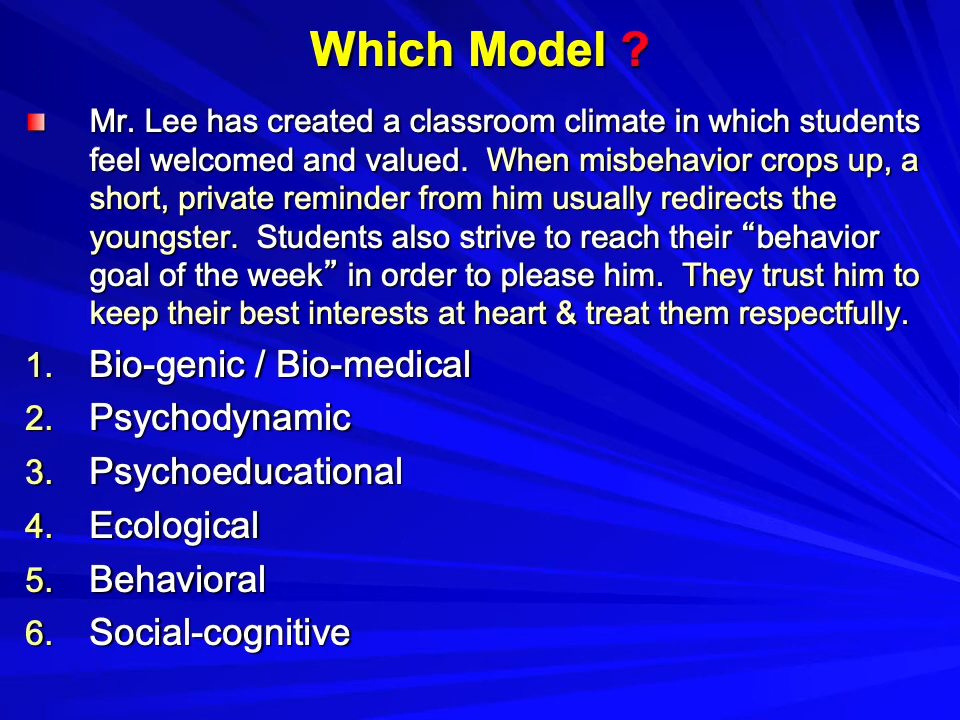 Which Model ?
Mr. Lee has created a classroom climate in which students
feel welcomed and valued.  When misbehavior crops up, a
short, private reminder from him usually redirects the
youngster.  Students also strive to reach their “behavior
goal of the week” in order to please him.  They trust him to
keep their best interests at heart & treat them respectfully.
1. Bio-genic / Bio-medical
2. Psychodynamic
3. Psychoeducational
4. Ecological
5. Behavioral
6. Social-cognitive